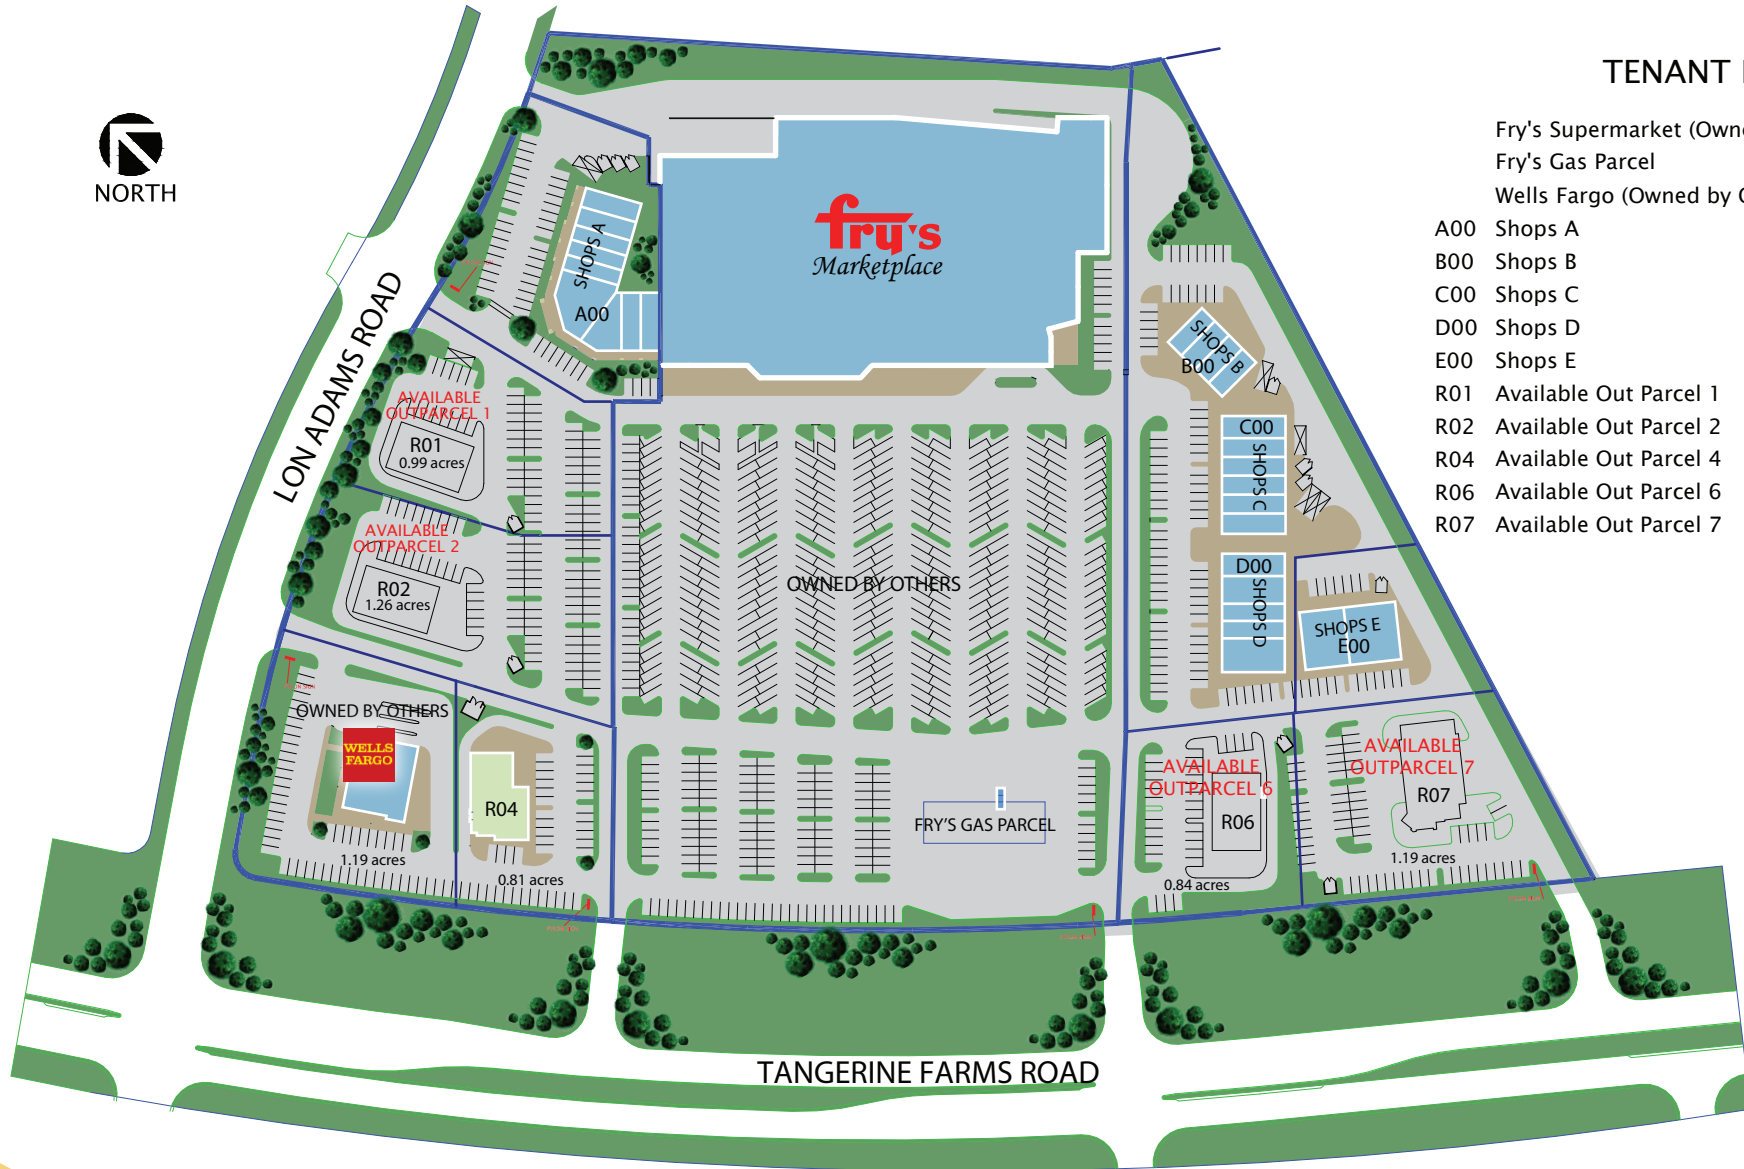 TENANT
Fry's Supermarket (Own
Fry's Gas Parcel
Wells Fargo (Owned by
A00 Shops A
B00 Shops B
C00 Shops C
D00 Shops D
E00 Shops E
R01 Available Out Parcel 1
R02 Available Out Parcel 2
R04 Available Out Parcel 4
R06 Available Out Parcel 6
R07 Available Out Parcel 7
NORTH
LON ADAMS ROAD
SHOPS A
A00
fry's
Marketplace
SHOPS B
B00
AVAILABLE
OUTPARCEL 1
R01
0.99 acres
C00
SHOPS C
AVAILABLE
OUTPARCEL 2
R02
1.26 acres
OWNED BY OTHERS
D00
SHOPS D
SHOPS E
E00
OWNED BY OTHERS
WELLS
FARGO
1.19 acres
R04
0.81 acres
FRY'S GAS PARCEL
AVAILABLE
OUTPARCEL 6
R06
0.84 acres
AVAILABLE
OUTPARCEL 7
R07
1.19 acres
TANGERINE FARMS ROAD